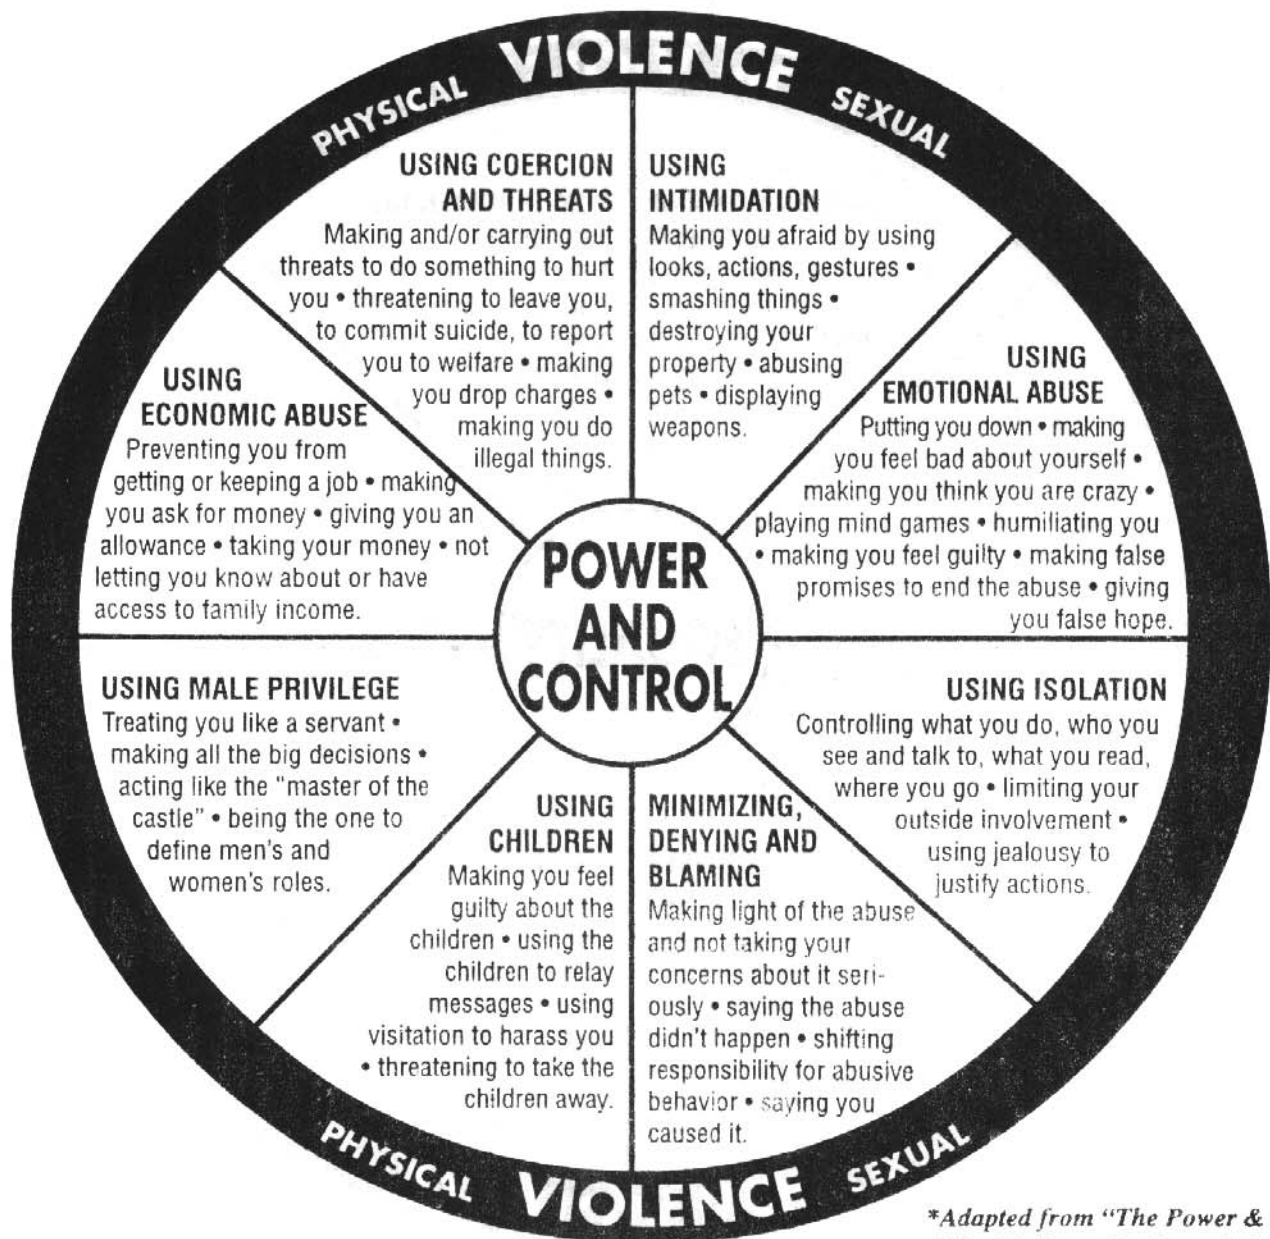 PHYSICAL VIOLENCE SEXUAL
USING COERCION
AND THREATS
Making and/or carrying out
threats to do something to hurt
you • threatening to leave you,
to commit suicide, to report
you to welfare • making
you drop charges •
making you do
illegal things.
USING
INTIMIDATION
Making you afraid by using
looks, actions, gestures •
smashing things •
destroying your
property • abusing
pets • displaying
weapons.
USING
EMOTIONAL ABUSE
Putting you down • making
you feel bad about yourself •
making you think you are crazy •
playing mind games • humiliating you
• making you feel guilty • making false
promises to end the abuse • giving
you false hope.
USING ISOLATION
Controlling what you do, who you
see and talk to, what you read,
where you go • limiting your
outside involvement •
using jealousy to
justify actions.
MINIMIZING,
DENYING AND
BLAMING
Making light of the abuse
and not taking your
concerns about it seri-
ously • saying the abuse
didn't happen • shifting
responsibility for abusive
behavior • saying you
caused it.
USING
CHILDREN
Making you feel
guilty about the
children • using the
children to relay
messages • using
visitation to harass you
• threatening to take the
children away.
USING MALE PRIVILEGE
Treating you like a servant •
making all the big decisions •
acting like the "master of the
castle" • being the one to
define men's and
women's roles.
USING
ECONOMIC ABUSE
Preventing you from
getting or keeping a job • making
you ask for money • giving you an
allowance • taking your money • not
letting you know about or have
access to family income.
POWER
AND
CONTROL
PHYSICAL VIOLENCE SEXUAL
*Adapted from "The Power &